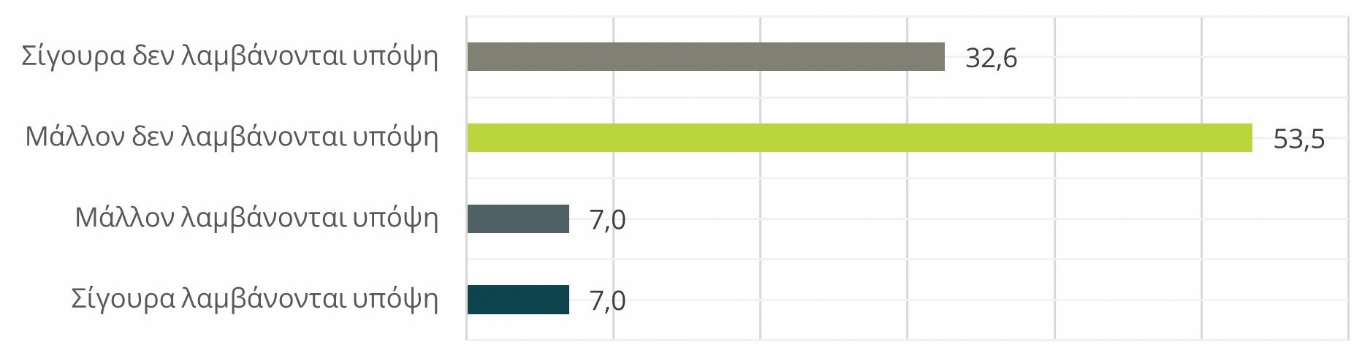 Σίγουρα δεν λαμβάνονται υπόψη 32,6
Μάλλον δεν λαμβάνονται υπόψη 53,5
Μάλλον λαμβάνονται υπόψη 7,0
Σίγουρα λαμβάνονται υπόψη 7,0